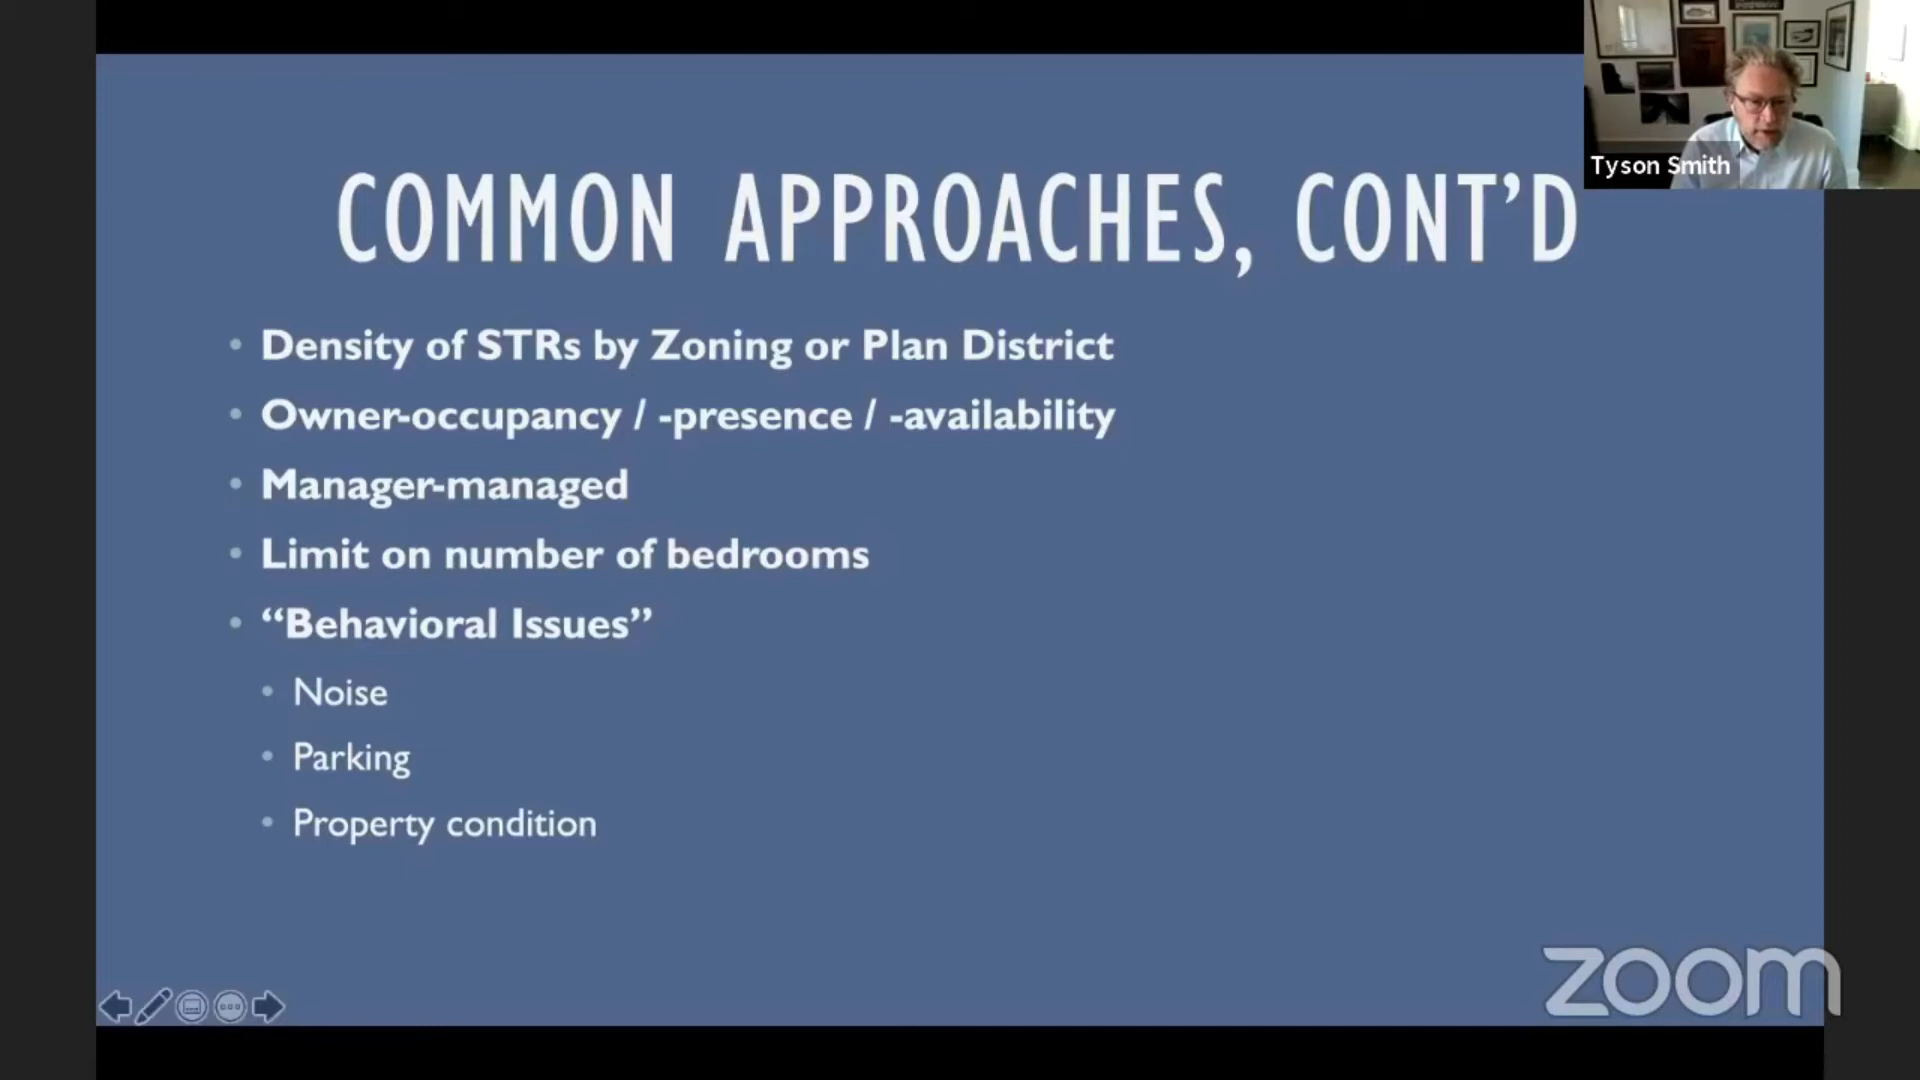 Tyson Smith
COMMON APPROACHES, CONT’D
• Density of STRs by Zoning or Plan District
• Owner-occupancy / -presence / -availability
• Manager-managed
• Limit on number of bedrooms
• “Behavioral Issues”
• Noise
• Parking
• Property condition
zoom